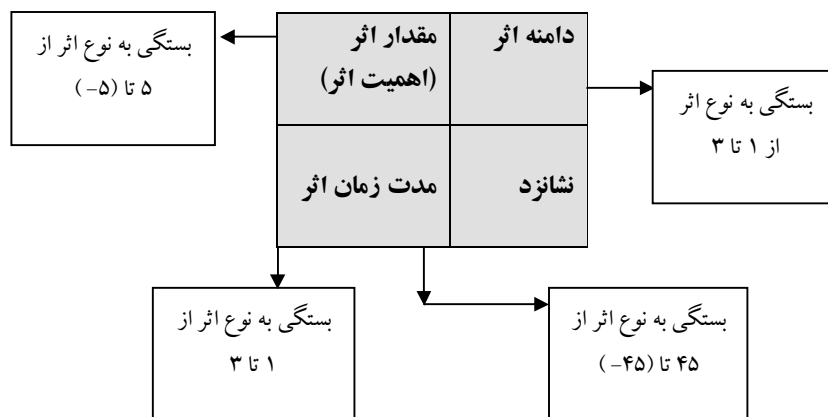 بستگی به نوع اثر از
۵ تا (۵-)
مقدار اثر
(اهمیت اثر)
دامنه اثر
بستگی به نوع اثر
از ۱ تا ۳
مدت زمان اثر
نشانزد
بستگی به نوع اثر از
۱ تا ۳
بستگی به نوع اثر از
۴۵ تا (۴۵-)